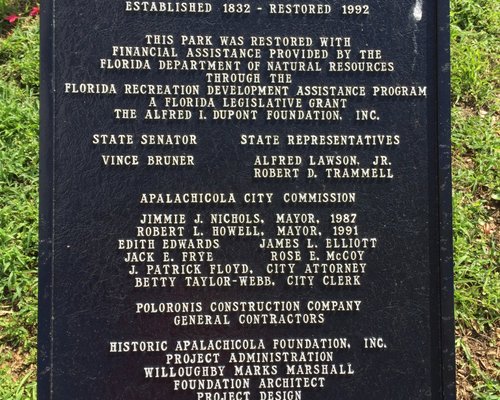 ESTABLISHED 1832 - RESTORED 1992
THIS PARK WAS RESTORED WITH
FINANCIAL ASSISTANCE PROVIDED BY THE
FLORIDA DEPARTMENT OF NATURAL RESOURCES
THROUGH THE
FLORIDA RECREATION DEVELOPMENT ASSISTANCE PROGRAM
A FLORIDA LEGISLATIVE GRANT
THE ALFRED I. DUPONT FOUNDATION, INC.
STATE SENATOR STATE REPRESENTATIVES
VINCE BRUNER ALFRED LAWSON, JR.
ROBERT D. TRAMMELL
APALACHICOLA CITY COMMISSION
JIMMIE J. NICHOLS, MAYOR, 1987
ROBERT L. HOWELL, MAYOR, 1991
EDITH EDWARDS JAMES L. ELLIOTT
JACK E. FRYE ROSE E. McCOY
J. PATRICK FLOYD, CITY ATTORNEY
BETTY TAYLOR-WEBB, CITY CLERK
POLORONIS CONSTRUCTION COMPANY
GENERAL CONTRACTORS
HISTORIC APALACHICOLA FOUNDATION, INC.
PROJECT ADMINISTRATION
WILLOUGHBY MARKS MARSHALL
FOUNDATION ARCHITECT
PROJECT DESIGN